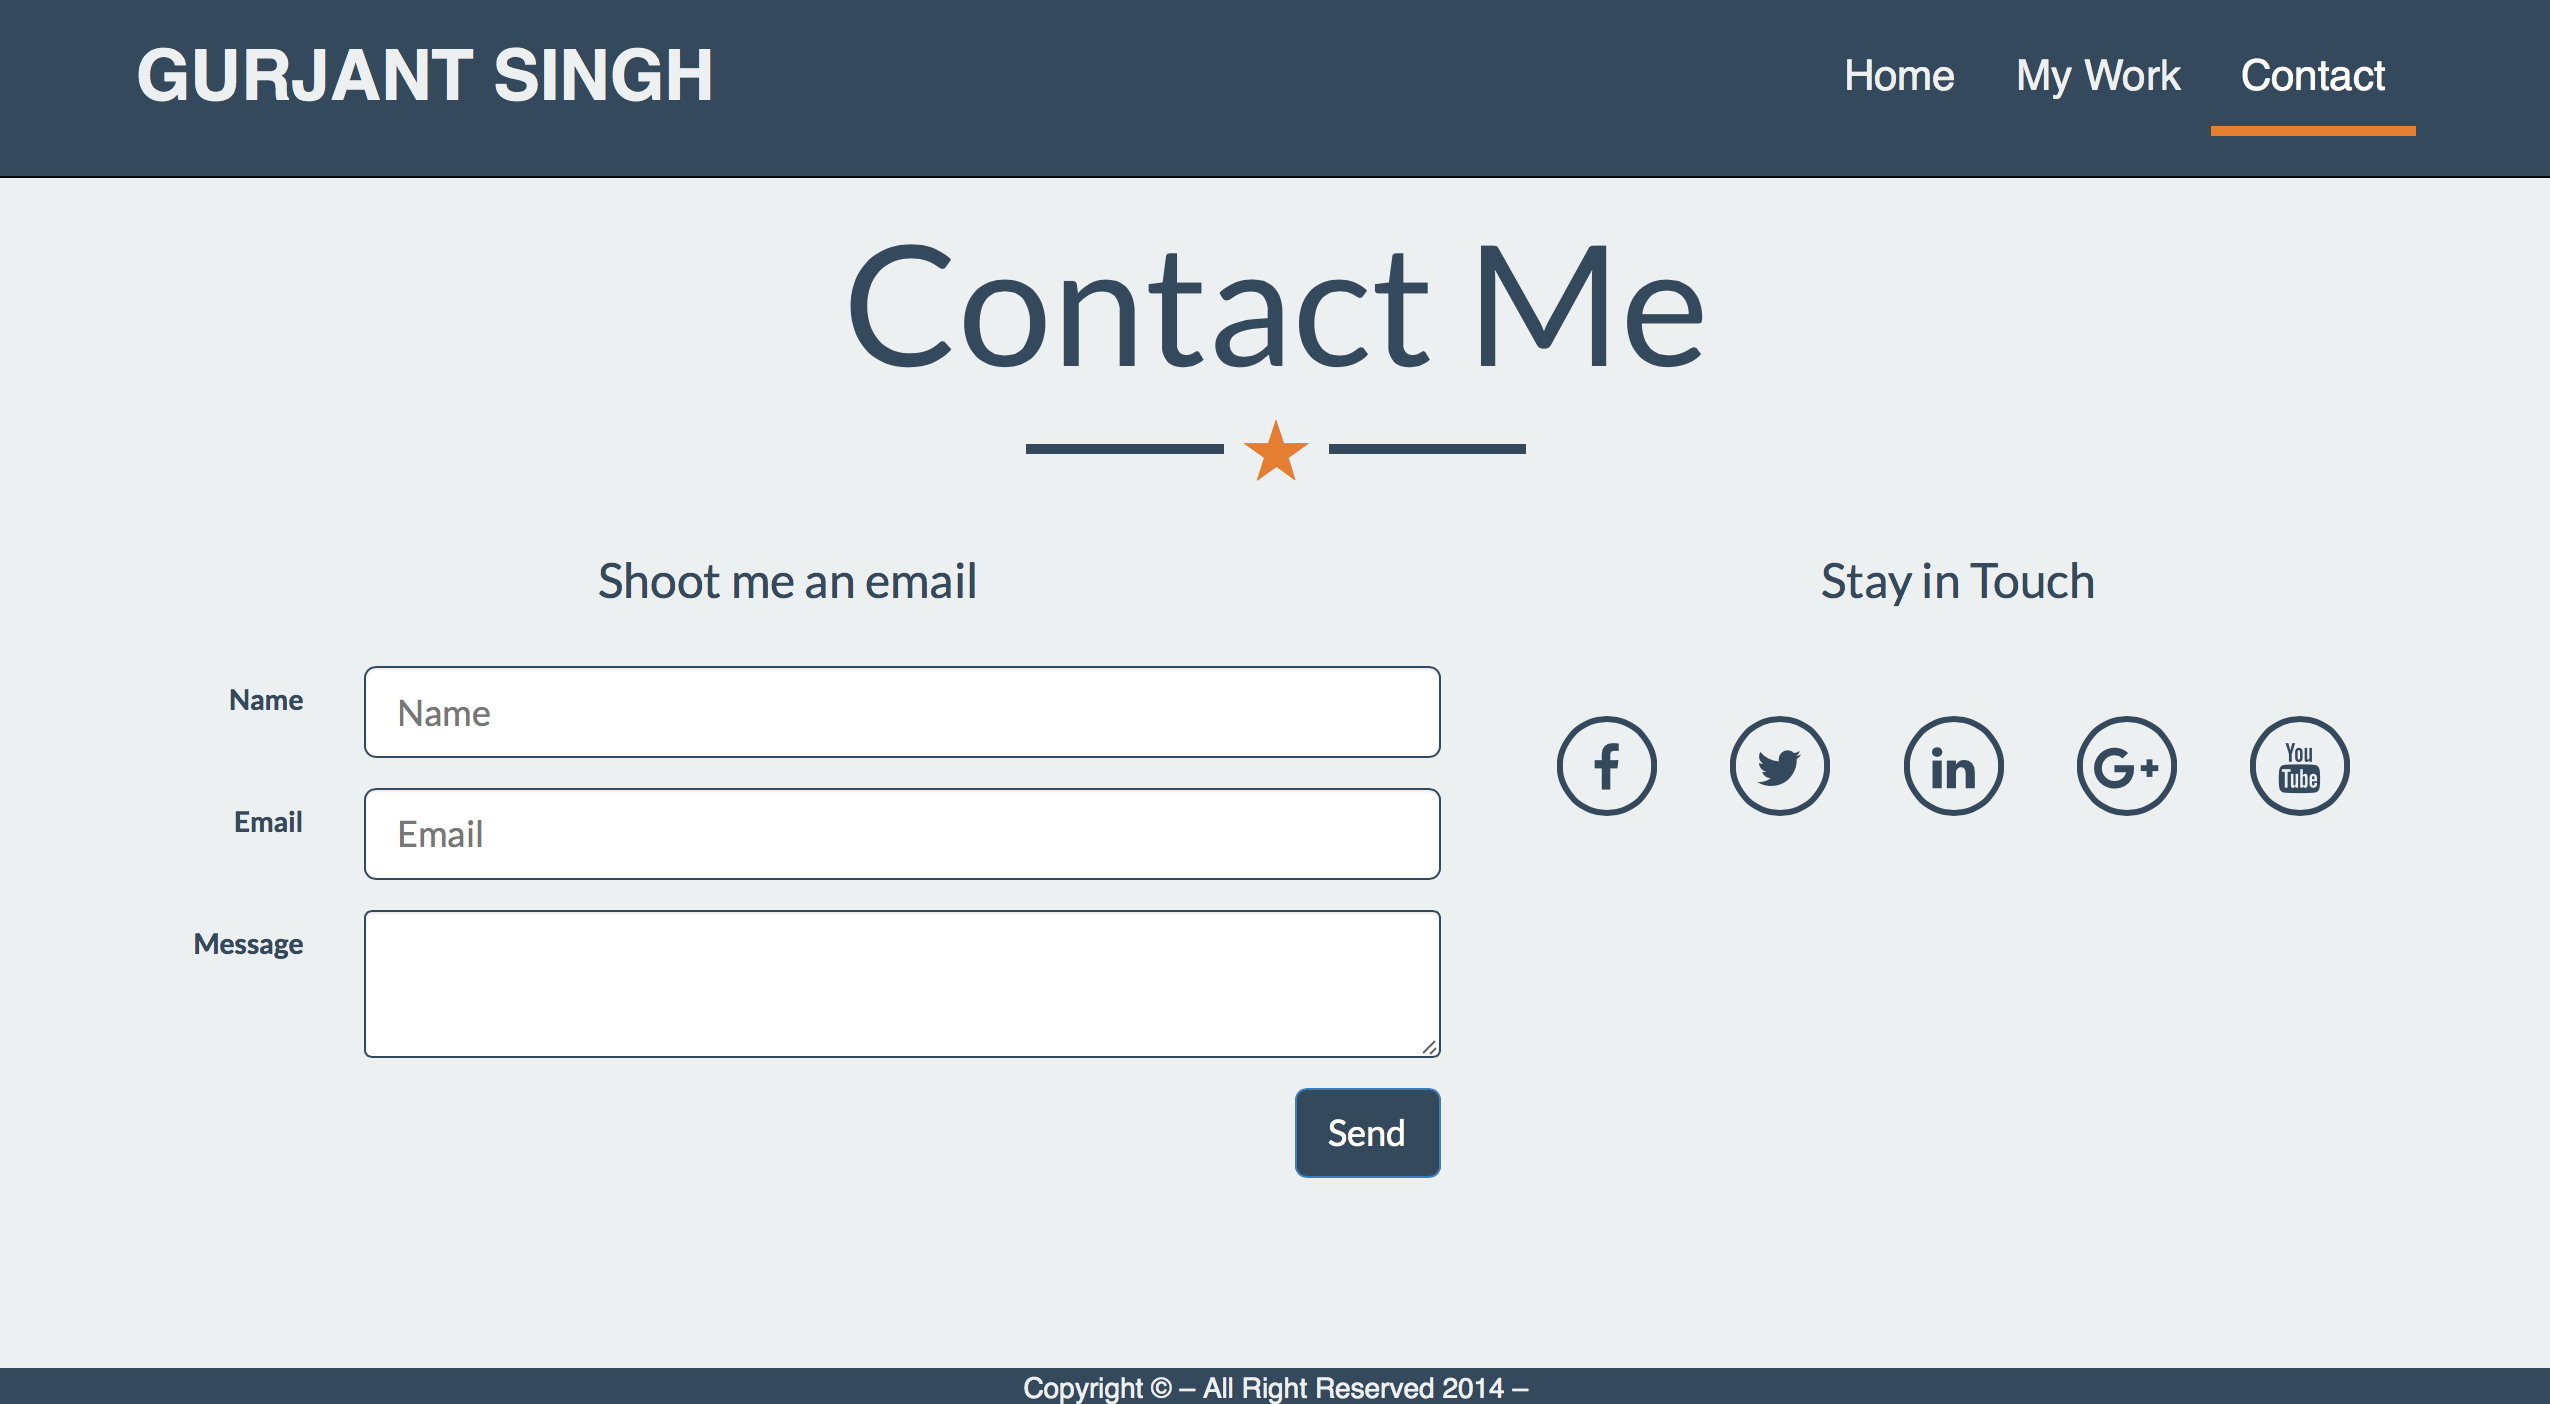 GURJANT SINGH
Home My Work Contact
Contact Me
Shoot me an email
Name
Name
Email
Email
Message
Send
Stay in Touch
f
in
G+
You
Tube
Copyright © – All Right Reserved 2014 –